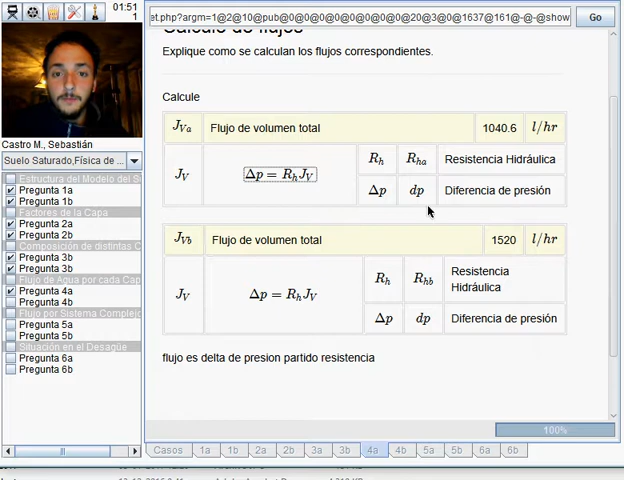 01:51
1
et.php?argm=1@2@10@pub@0@0@0@0@0@0@0@0@20@3@0@1637@161@-@-@show
Go
Castro M., Sebastián
Suelo Saturado,Física de ...
Estructura del Modelo del S
Pregunta 1a
Pregunta 1b
Factores de la Capa
Pregunta 2a
Pregunta 2b
Composición de distintas C
Pregunta 3b
Pregunta 3b
Flujo de Agua por cada Cap
Pregunta 4a
Pregunta 4b
Flujo por Sistema Complejo
Pregunta 5a
Pregunta 5b
Situación en el Desagüe
Pregunta 6a
Pregunta 6b
Cálculo de flujos
Explique como se calculan los flujos correspondientes.
Calcule
J_Va Flujo de volumen total 1040.6 l/hr
J_V Δp = R_h J_V R_h R_ha Resistencia Hidráulica
Δp dp Diferencia de presión
J_Vb Flujo de volumen total 1520 l/hr
J_V Δp = R_h J_V R_h R_hb Resistencia
Hidráulica
Δp dp Diferencia de presión
flujo es delta de presion partido resistencia
100%
Casos 1a 1b 2a 2b 3a 3b 4a 4b 5a 5b 6a 6b